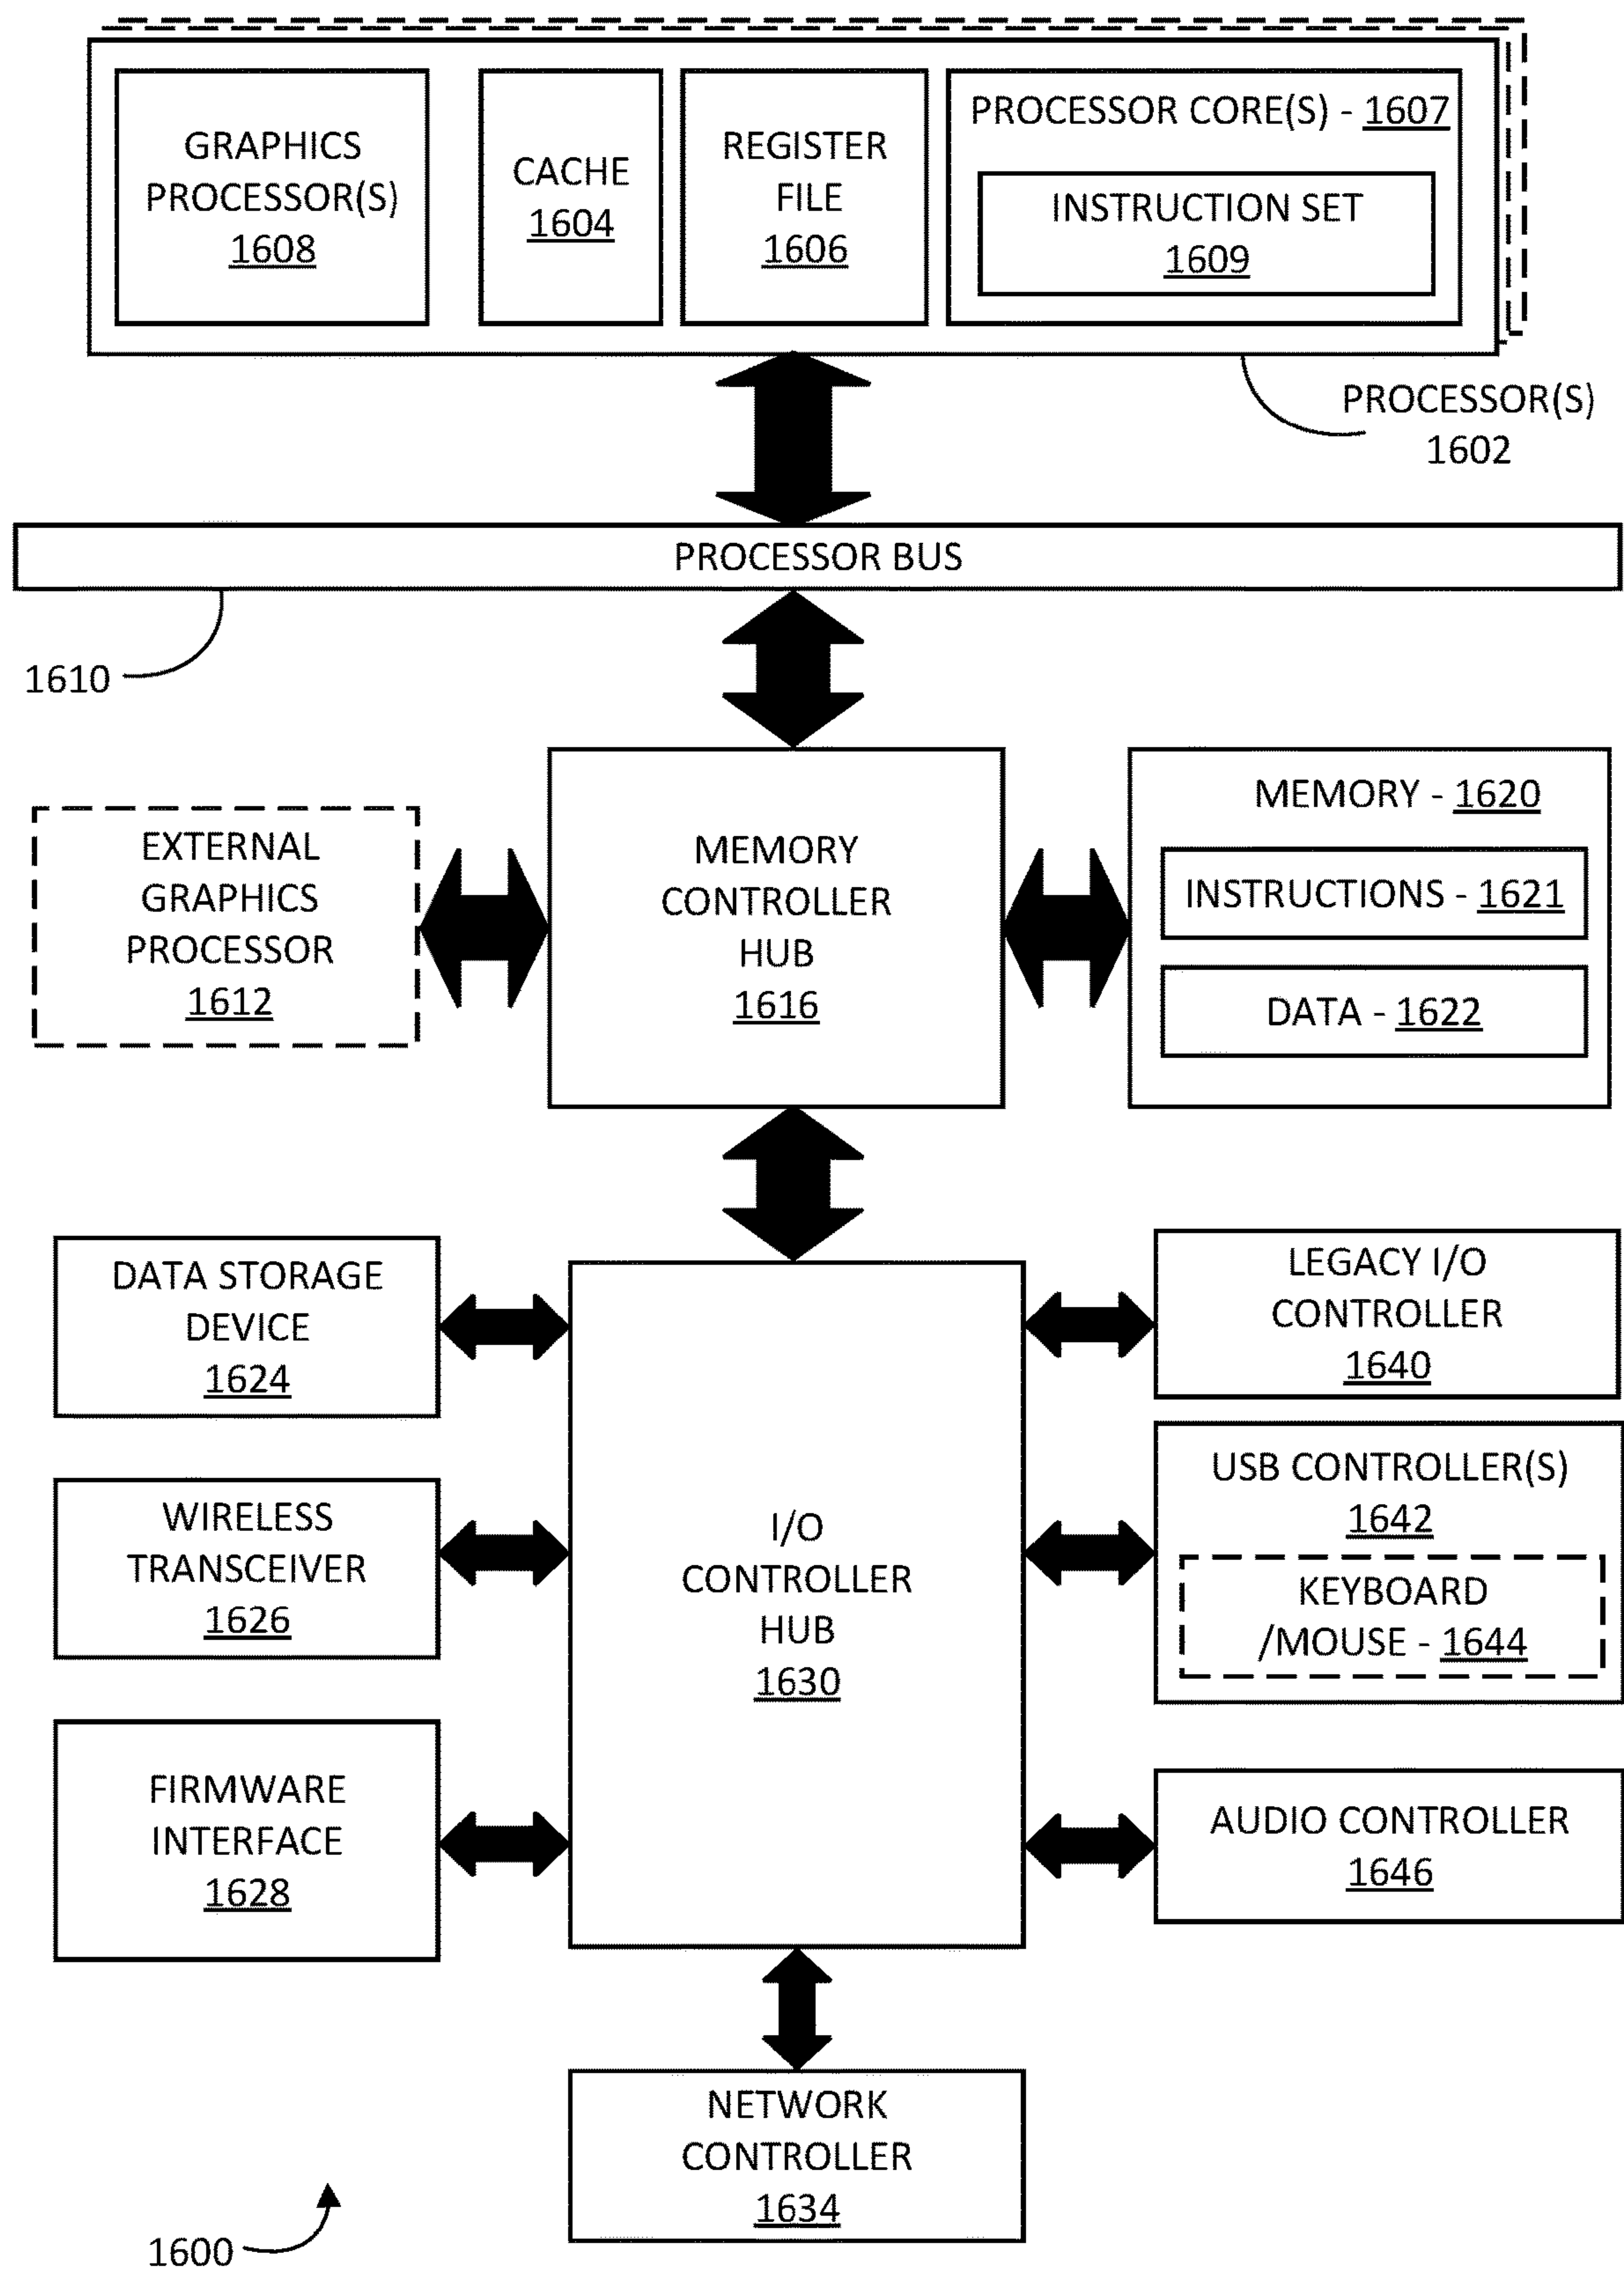 GRAPHICS
PROCESSOR(S)
1608
CACHE
1604
REGISTER
FILE
1606
PROCESSOR CORE(S) - 1607
INSTRUCTION SET
1609
PROCESSOR(S)
1602
PROCESSOR BUS
1610
EXTERNAL
GRAPHICS
PROCESSOR
1612
MEMORY
CONTROLLER
HUB
1616
MEMORY - 1620
INSTRUCTIONS - 1621
DATA - 1622
DATA STORAGE
DEVICE
1624
WIRELESS
TRANSCEIVER
1626
FIRMWARE
INTERFACE
1628
I/O
CONTROLLER
HUB
1630
LEGACY I/O
CONTROLLER
1640
USB CONTROLLER(S)
1642
KEYBOARD
/MOUSE - 1644
AUDIO CONTROLLER
1646
NETWORK
CONTROLLER
1634
1600